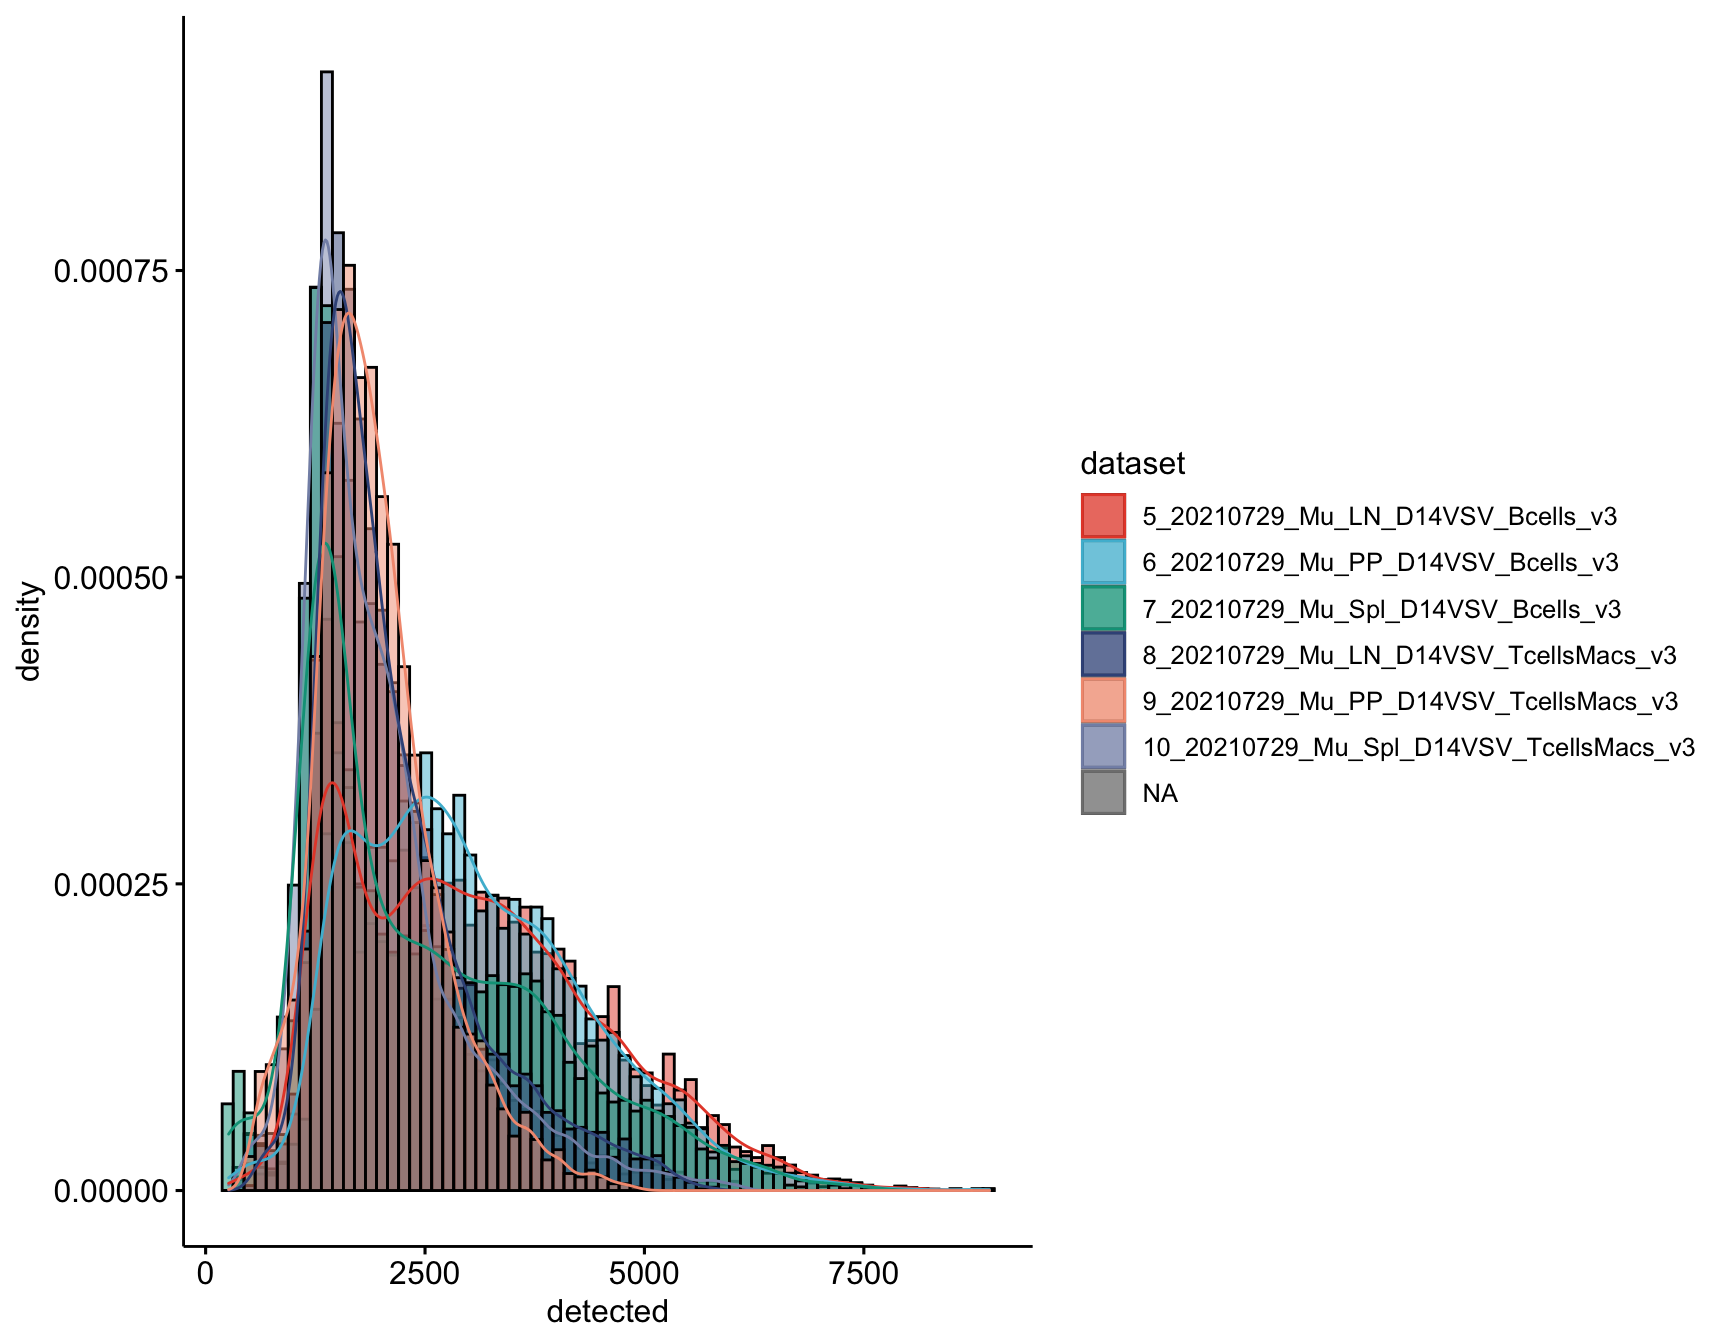 density
0.00075
0.00050
0.00025
0.00000
0 2500 5000 7500
detected
dataset
5_20210729_Mu_LN_D14VSV_Bcells_v3
6_20210729_Mu_PP_D14VSV_Bcells_v3
7_20210729_Mu_Spl_D14VSV_Bcells_v3
8_20210729_Mu_LN_D14VSV_TcellsMacs_v3
9_20210729_Mu_PP_D14VSV_TcellsMacs_v3
10_20210729_Mu_Spl_D14VSV_TcellsMacs_v3
NA